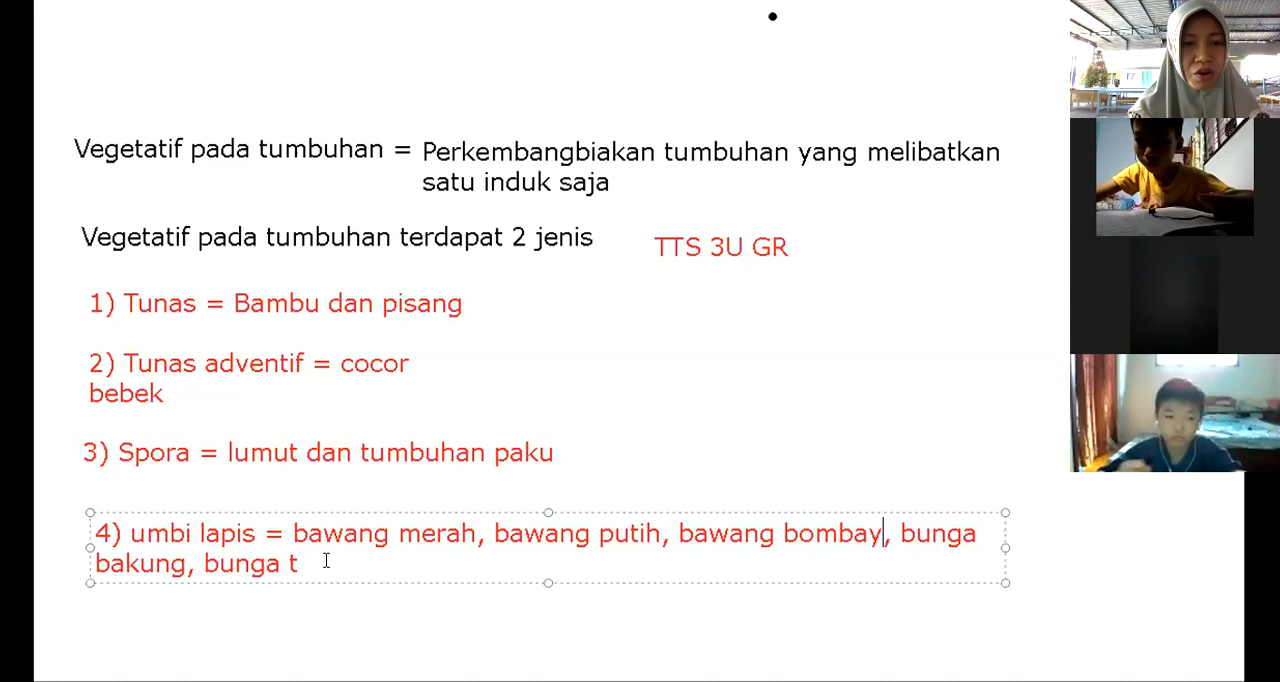 Vegetatif pada tumbuhan = Perkembangbiakan tumbuhan yang melibatkan
satu induk saja
Vegetatif pada tumbuhan terdapat 2 jenis
TTS 3U GR
1) Tunas = Bambu dan pisang
2) Tunas adventif = cocor
bebek
3) Spora = lumut dan tumbuhan paku
4) umbi lapis = bawang merah, bawang putih, bawang bombay, bunga
bakung, bunga t